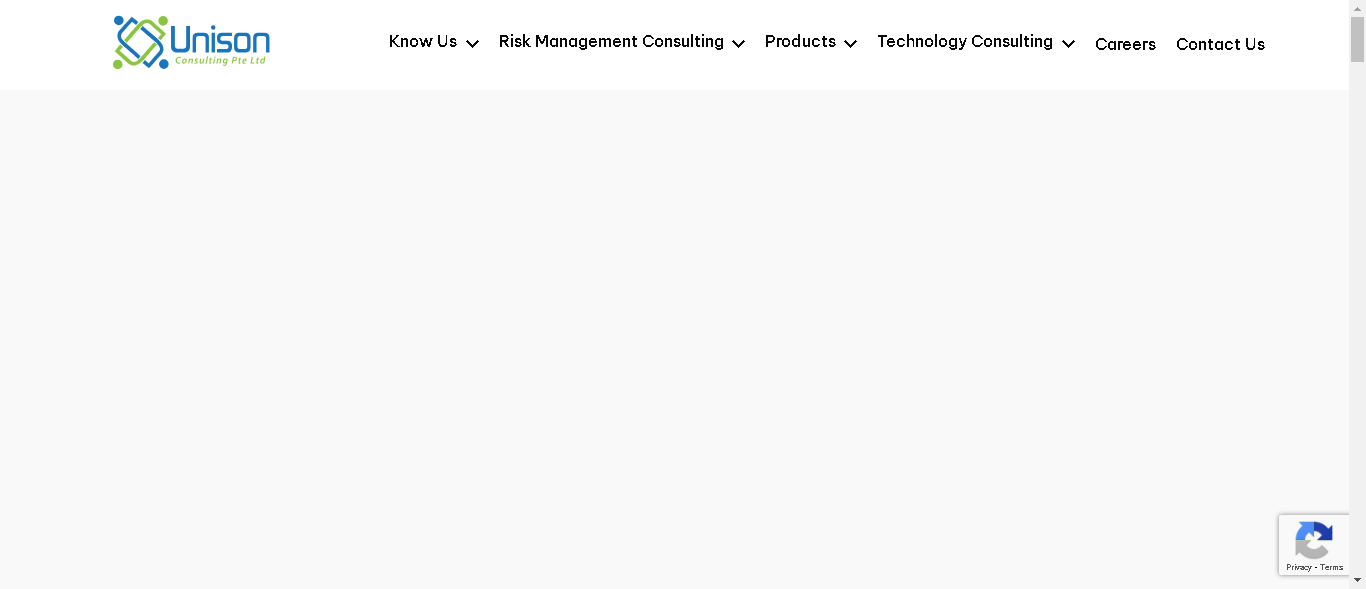 Unison
Consulting Pte Ltd
Know Us
Risk Management Consulting
Products
Technology Consulting
Careers
Contact Us
Privacy - Terms